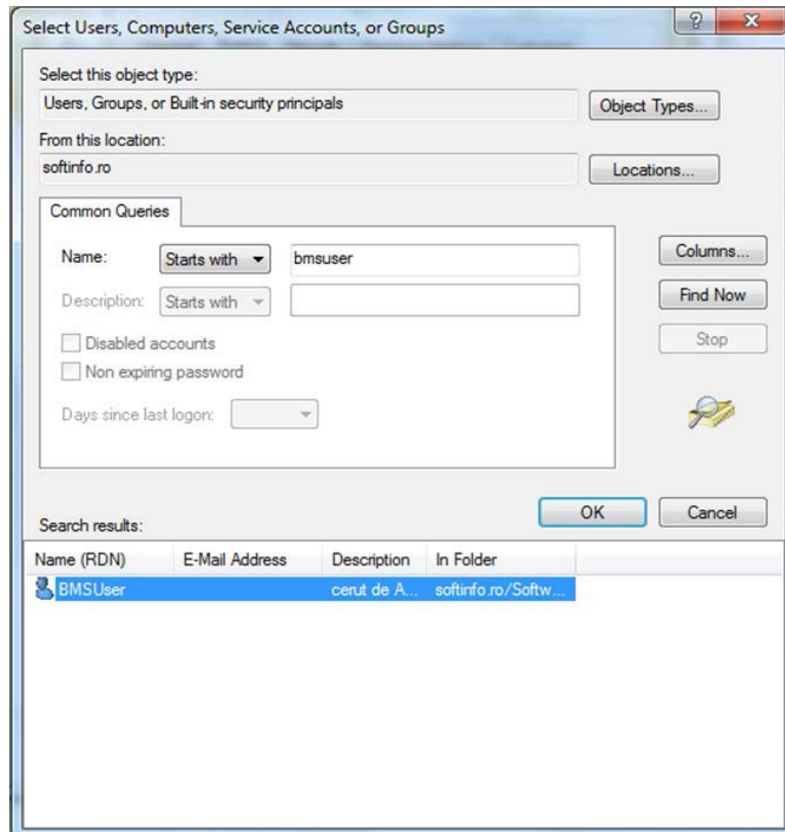 Select Users, Computers, Service Accounts, or Groups
Select this object type:
Users, Groups, or Built-in security principals
Object Types...
From this location:
softinfo.ro
Locations...
Common Queries
Name: Starts with bmsuser
Columns...
Description: Starts with
Find Now
Disabled accounts
Stop
Non expiring password
Days since last logon:
OK Cancel
Search results:
Name (RDN) E-Mail Address Description In Folder
BMSUser cerut de A... softinfo.ro/Softw...